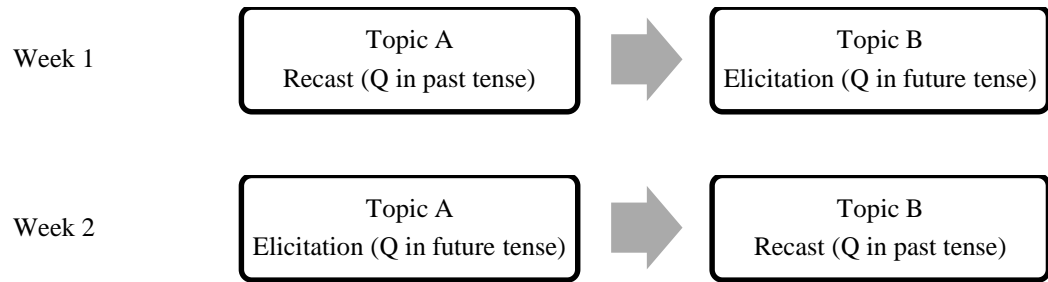 Week 1
Topic A
Recast (Q in past tense)
Topic B
Elicitation (Q in future tense)
Week 2
Topic A
Elicitation (Q in future tense)
Topic B
Recast (Q in past tense)